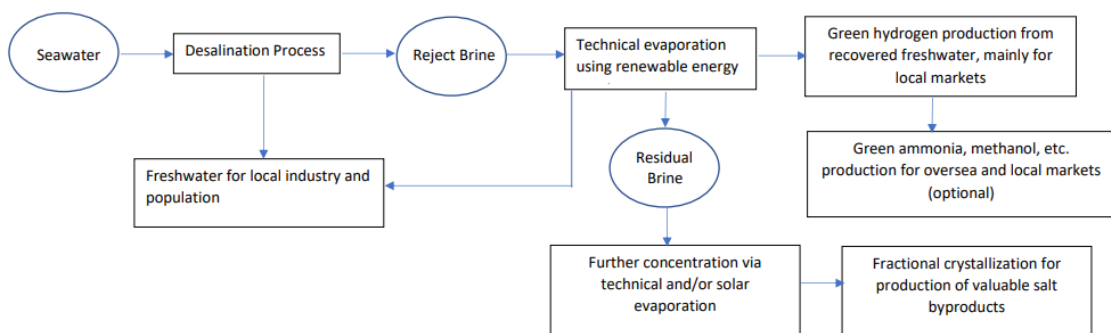 Seawater
Desalination Process
Reject Brine
Technical evaporation
using renewable energy
Green hydrogen production from
recovered freshwater, mainly for
local markets
Freshwater for local industry and
population
Residual
Brine
Green ammonia, methanol, etc.
production for oversea and local markets
(optional)
Further concentration via
technical and/or solar
evaporation
Fractional crystallization for
production of valuable salt
byproducts